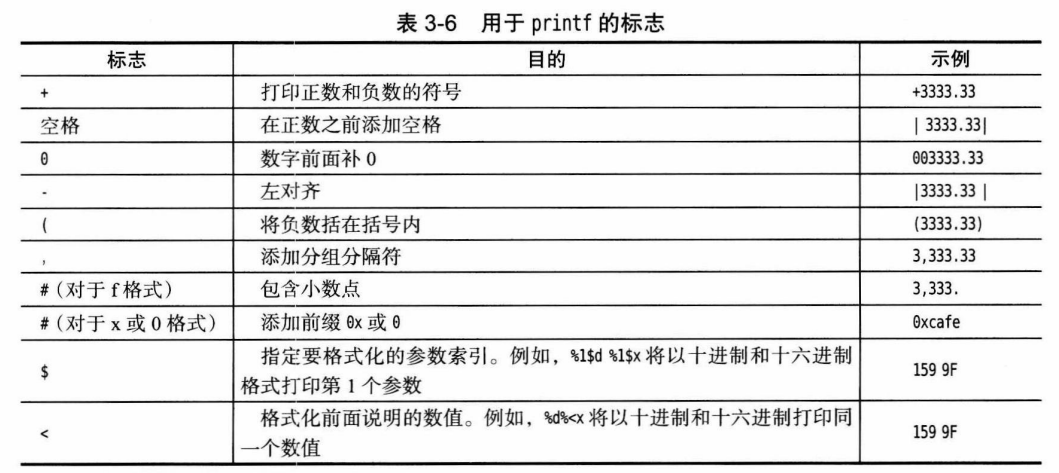 表 3-6 用于 printf 的标志
标志 目的 示例
+ 打印正数和负数的符号 +3333.33
空格 在正数之前添加空格 | 3333.33|
0 数字前面补 0 003333.33
- 左对齐 |3333.33 |
( 将负数括在括号内 (3333.33)
, 添加分组分隔符 3,333.33
#（对于 f 格式） 包含小数点 3,333.
#（对于 x 或 0 格式） 添加前缀 0x 或 0 0xcafe
$ 指定要格式化的参数索引。例如，%1$d %1$x 将以十进制和十六进制
格式打印第 1 个参数 159 9F
< 格式化前面说明的数值。例如，%d%<x 将以十进制和十六进制打印同
一个数值 159 9F